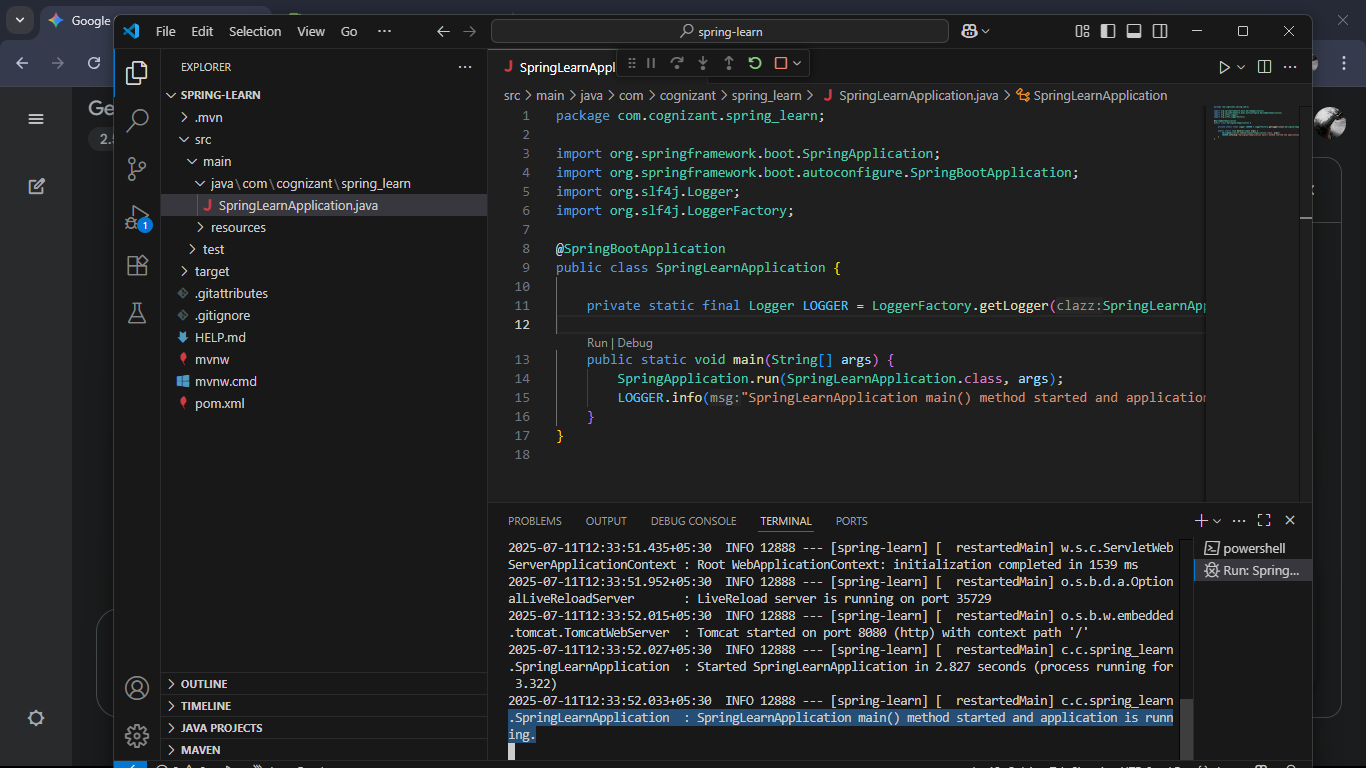 Google
File Edit Selection View Go ···
spring-learn
Ge
2.5
EXPLORER
···
SPRING-LEARN
.mvn
src
main
java\com\cognizant\spring_learn
J SpringLearnApplication.java
resources
test
target
.gitattributes
.gitignore
HELP.md
mvnw
mvnw.cmd
pom.xml
1
OUTLINE
TIMELINE
JAVA PROJECTS
MAVEN
J SpringLearnAppl
src > main > java > com > cognizant > spring_learn > J SpringLearnApplication.java > SpringLearnApplication
1 package com.cognizant.spring_learn;
2
3 import org.springframework.boot.SpringApplication;
4 import org.springframework.boot.autoconfigure.SpringBootApplication;
5 import org.slf4j.Logger;
6 import org.slf4j.LoggerFactory;
7
8 @SpringBootApplication
9 public class SpringLearnApplication {
10
11 private static final Logger LOGGER = LoggerFactory.getLogger(clazz:SpringLearnApp
12
Run | Debug
13 public static void main(String[] args) {
14 SpringApplication.run(SpringLearnApplication.class, args);
15 LOGGER.info(msg:"SpringLearnApplication main() method started and application
16 }
17 }
18
PROBLEMS OUTPUT DEBUG CONSOLE TERMINAL PORTS
2025-07-11T12:33:51.435+05:30 INFO 12888 --- [spring-learn] [ restartedMain] w.s.c.ServletWeb
ServerApplicationContext : Root WebApplicationContext: initialization completed in 1539 ms
2025-07-11T12:33:51.952+05:30 INFO 12888 --- [spring-learn] [ restartedMain] o.s.b.d.a.Option
alLiveReloadServer : LiveReload server is running on port 35729
2025-07-11T12:33:52.015+05:30 INFO 12888 --- [spring-learn] [ restartedMain] o.s.b.w.embedded
.tomcat.TomcatWebServer : Tomcat started on port 8080 (http) with context path '/'
2025-07-11T12:33:52.027+05:30 INFO 12888 --- [spring-learn] [ restartedMain] c.c.spring_learn
.SpringLearnApplication : Started SpringLearnApplication in 2.827 seconds (process running for
3.322)
2025-07-11T12:33:52.033+05:30 INFO 12888 --- [spring-learn] [ restartedMain] c.c.spring_learn
.SpringLearnApplication : SpringLearnApplication main() method started and application is runn
ing.
powershell
Run: Spring...